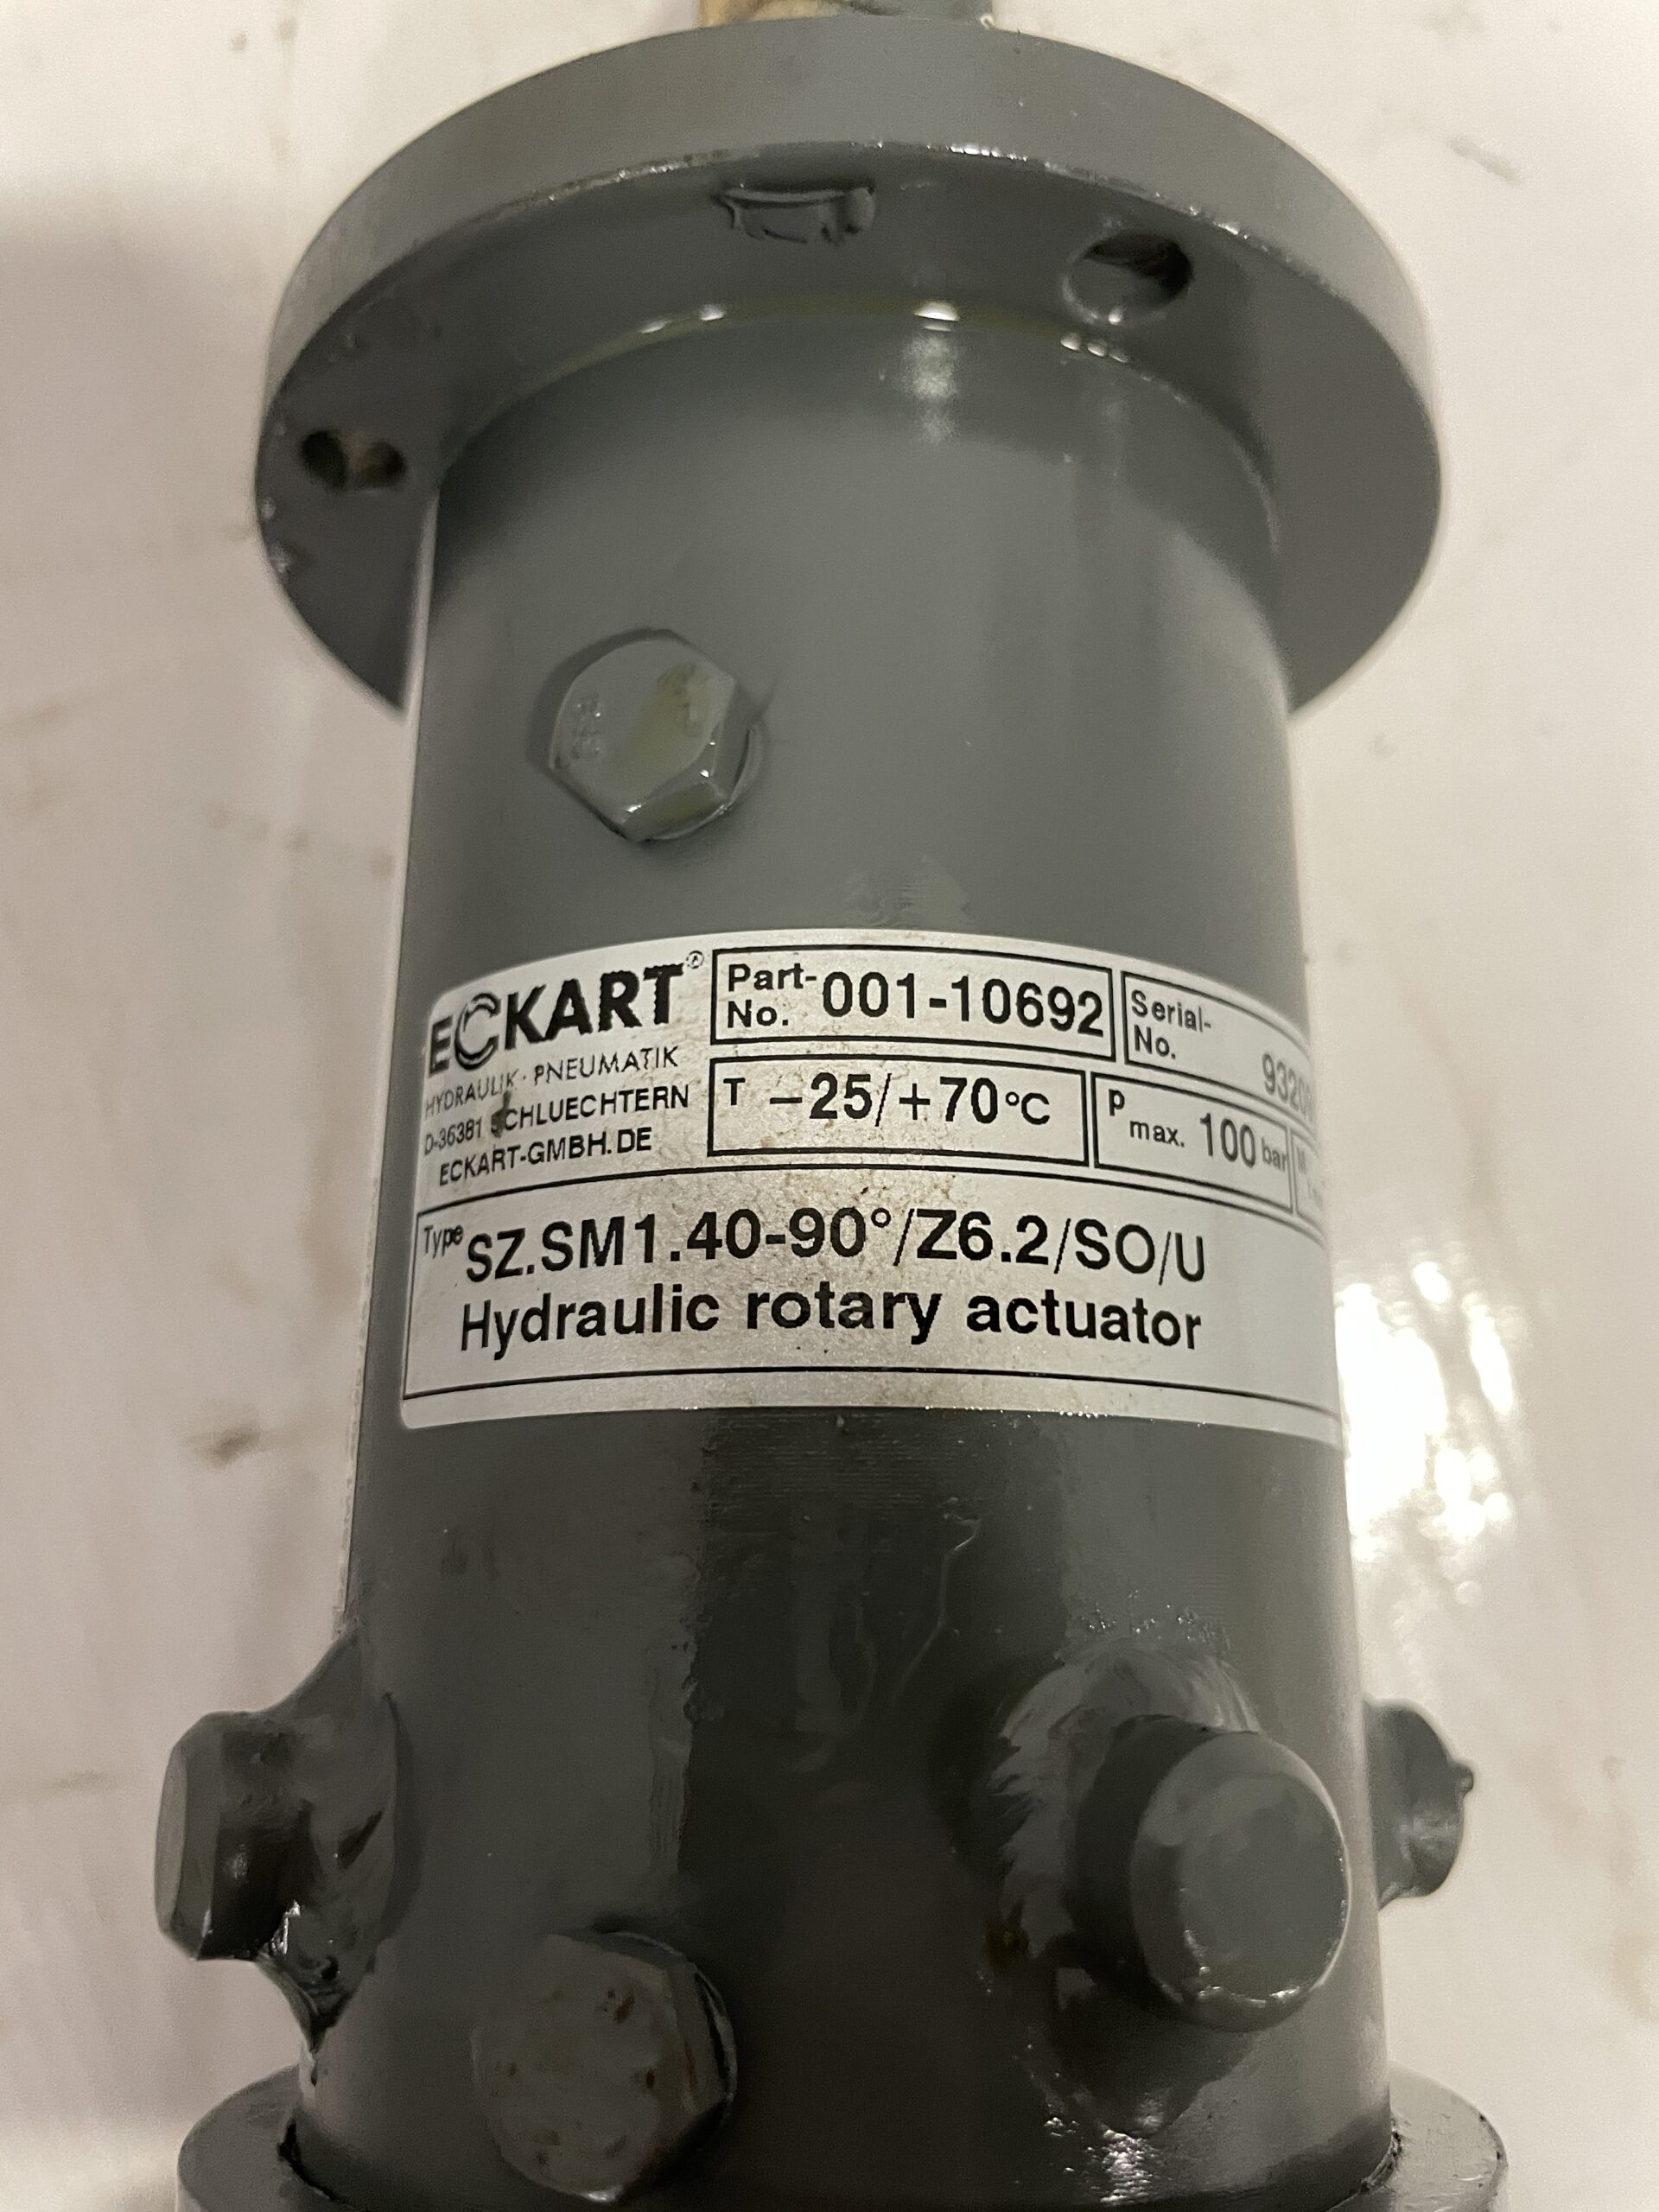 ECKART®
HYDRAULIK · PNEUMATIK
D-36381 SCHLUECHTERN
ECKART-GMBH.DE
Part-No. 001-10692
Serial-No.
T -25/+70°C
P max. 100 bar
Type SZ.SM1.40-90°/Z6.2/SO/U
Hydraulic rotary actuator